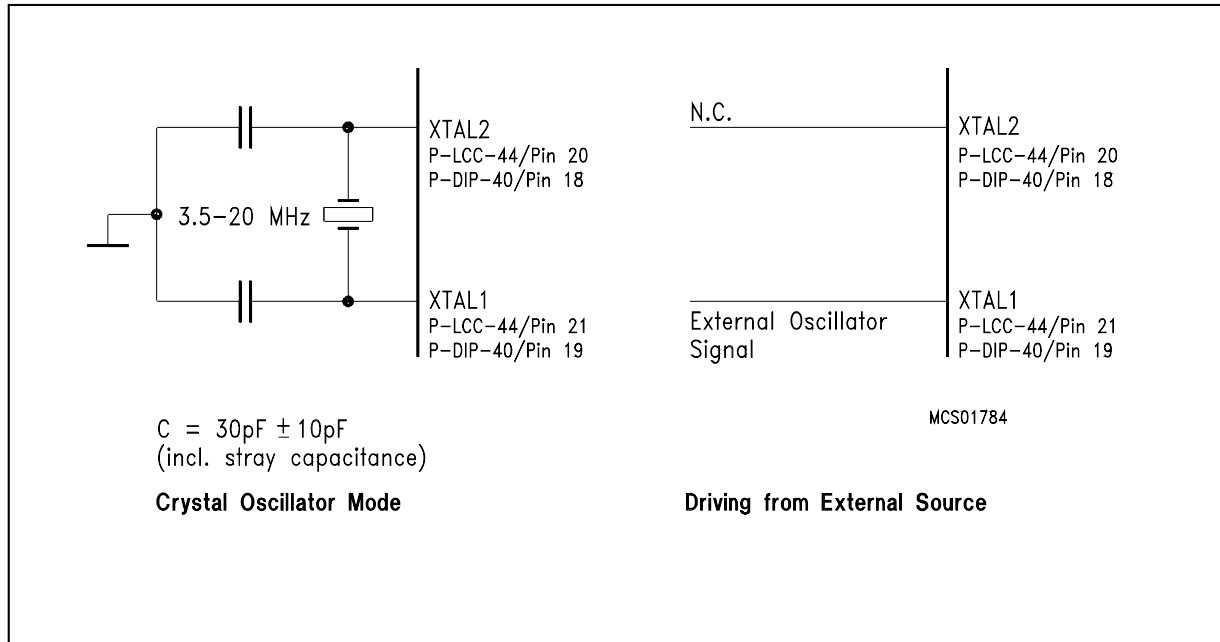 XTAL2
P-LCC-44/Pin 20
P-DIP-40/Pin 18
3.5-20 MHz
XTAL1
P-LCC-44/Pin 21
P-DIP-40/Pin 19
C = 30pF ± 10pF
(incl. stray capacitance)
Crystal Oscillator Mode
N.C.
XTAL2
P-LCC-44/Pin 20
P-DIP-40/Pin 18
External Oscillator
Signal
XTAL1
P-LCC-44/Pin 21
P-DIP-40/Pin 19
MCS01784
Driving from External Source